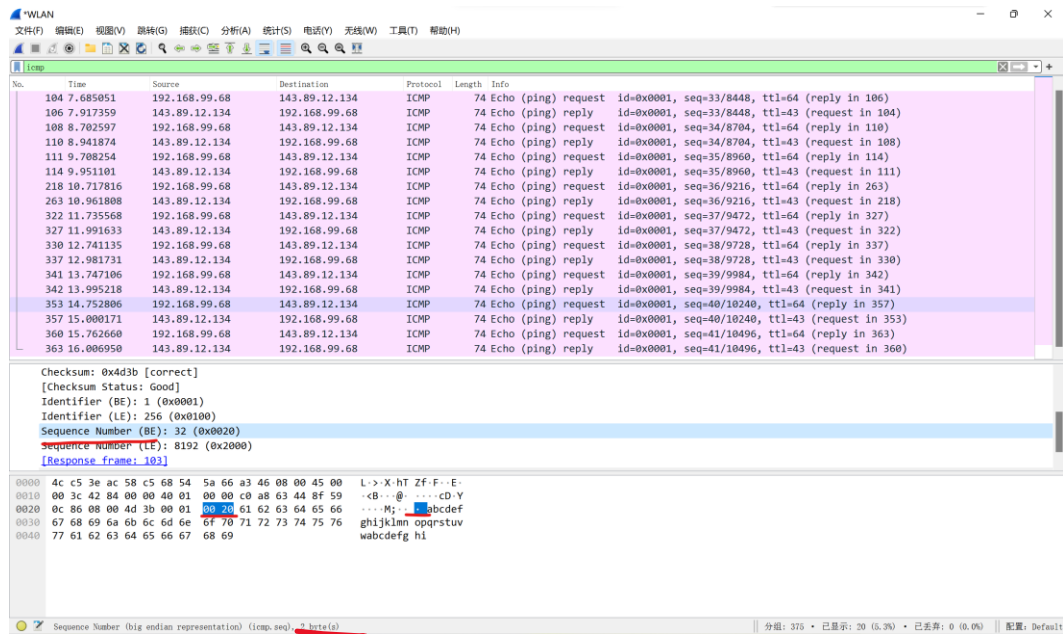 *WLAN
文件(F) 编辑(E) 视图(V) 跳转(G) 捕获(C) 分析(A) 统计(S) 电话(Y) 无线(W) 工具(T) 帮助(H)
icmp
No. Time Source Destination Protocol Length Info
104 7.685051 192.168.99.68 143.89.12.134 ICMP 74 Echo (ping) request id=0x0001, seq=33/8448, ttl=64 (reply in 106)
106 7.917359 143.89.12.134 192.168.99.68 ICMP 74 Echo (ping) reply id=0x0001, seq=33/8448, ttl=43 (request in 104)
108 8.702597 192.168.99.68 143.89.12.134 ICMP 74 Echo (ping) request id=0x0001, seq=34/8704, ttl=64 (reply in 110)
110 8.941874 143.89.12.134 192.168.99.68 ICMP 74 Echo (ping) reply id=0x0001, seq=34/8704, ttl=43 (request in 108)
111 9.708254 192.168.99.68 143.89.12.134 ICMP 74 Echo (ping) request id=0x0001, seq=35/8960, ttl=64 (reply in 114)
114 9.951101 143.89.12.134 192.168.99.68 ICMP 74 Echo (ping) reply id=0x0001, seq=35/8960, ttl=43 (request in 111)
218 10.717816 192.168.99.68 143.89.12.134 ICMP 74 Echo (ping) request id=0x0001, seq=36/9216, ttl=64 (reply in 263)
263 10.961808 143.89.12.134 192.168.99.68 ICMP 74 Echo (ping) reply id=0x0001, seq=36/9216, ttl=43 (request in 218)
322 11.735568 192.168.99.68 143.89.12.134 ICMP 74 Echo (ping) request id=0x0001, seq=37/9472, ttl=64 (reply in 327)
327 11.991633 143.89.12.134 192.168.99.68 ICMP 74 Echo (ping) reply id=0x0001, seq=37/9472, ttl=43 (request in 322)
330 12.741135 192.168.99.68 143.89.12.134 ICMP 74 Echo (ping) request id=0x0001, seq=38/9728, ttl=64 (reply in 337)
337 12.981731 143.89.12.134 192.168.99.68 ICMP 74 Echo (ping) reply id=0x0001, seq=38/9728, ttl=43 (request in 330)
341 13.747106 192.168.99.68 143.89.12.134 ICMP 74 Echo (ping) request id=0x0001, seq=39/9984, ttl=64 (reply in 342)
342 13.995218 143.89.12.134 192.168.99.68 ICMP 74 Echo (ping) reply id=0x0001, seq=39/9984, ttl=43 (request in 341)
353 14.752806 192.168.99.68 143.89.12.134 ICMP 74 Echo (ping) request id=0x0001, seq=40/10240, ttl=64 (reply in 357)
357 15.000171 143.89.12.134 192.168.99.68 ICMP 74 Echo (ping) reply id=0x0001, seq=40/10240, ttl=43 (request in 353)
360 15.762660 192.168.99.68 143.89.12.134 ICMP 74 Echo (ping) request id=0x0001, seq=41/10496, ttl=64 (reply in 363)
363 16.006950 143.89.12.134 192.168.99.68 ICMP 74 Echo (ping) reply id=0x0001, seq=41/10496, ttl=43 (request in 360)
Checksum: 0x4d3b [correct]
[Checksum Status: Good]
Identifier (BE): 1 (0x0001)
Identifier (LE): 256 (0x0100)
Sequence Number (BE): 32 (0x0020)
Sequence Number (LE): 8192 (0x2000)
[Response frame: 103]
0000 4c c5 3e ac 58 c5 68 54 5a 66 a3 46 08 00 45 00 L·>·X·hT Zf·F··E·
0010 00 3c 42 84 00 00 40 01 00 00 c0 a8 63 44 8f 59 ·<B···@· ····cD·Y
0020 0c 86 08 00 4d 3b 00 01 00 20 61 62 63 64 65 66 ····M;·· · abcdef
0030 67 68 69 6a 6b 6c 6d 6e 6f 70 71 72 73 74 75 76 ghijklmn opqrstuv
0040 77 61 62 63 64 65 66 67 68 69 wabcdefg hi
Sequence Number (big endian representation) (icmp.seq), 2 byte(s) 分组: 375 · 已显示: 20 (5.3%) · 已丢弃: 0 (0.0%) 配置: Default